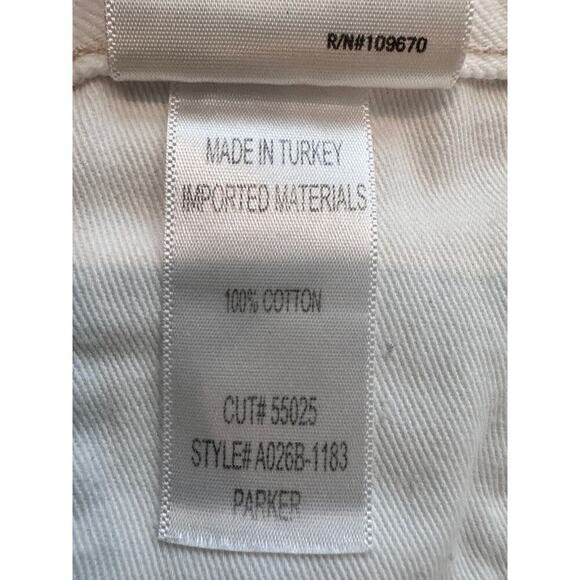 R/N#109670
MADE IN TURKEY
IMPORTED MATERIALS
100% COTTON
CUT# 55025
STYLE# A026B-1183
PARKER